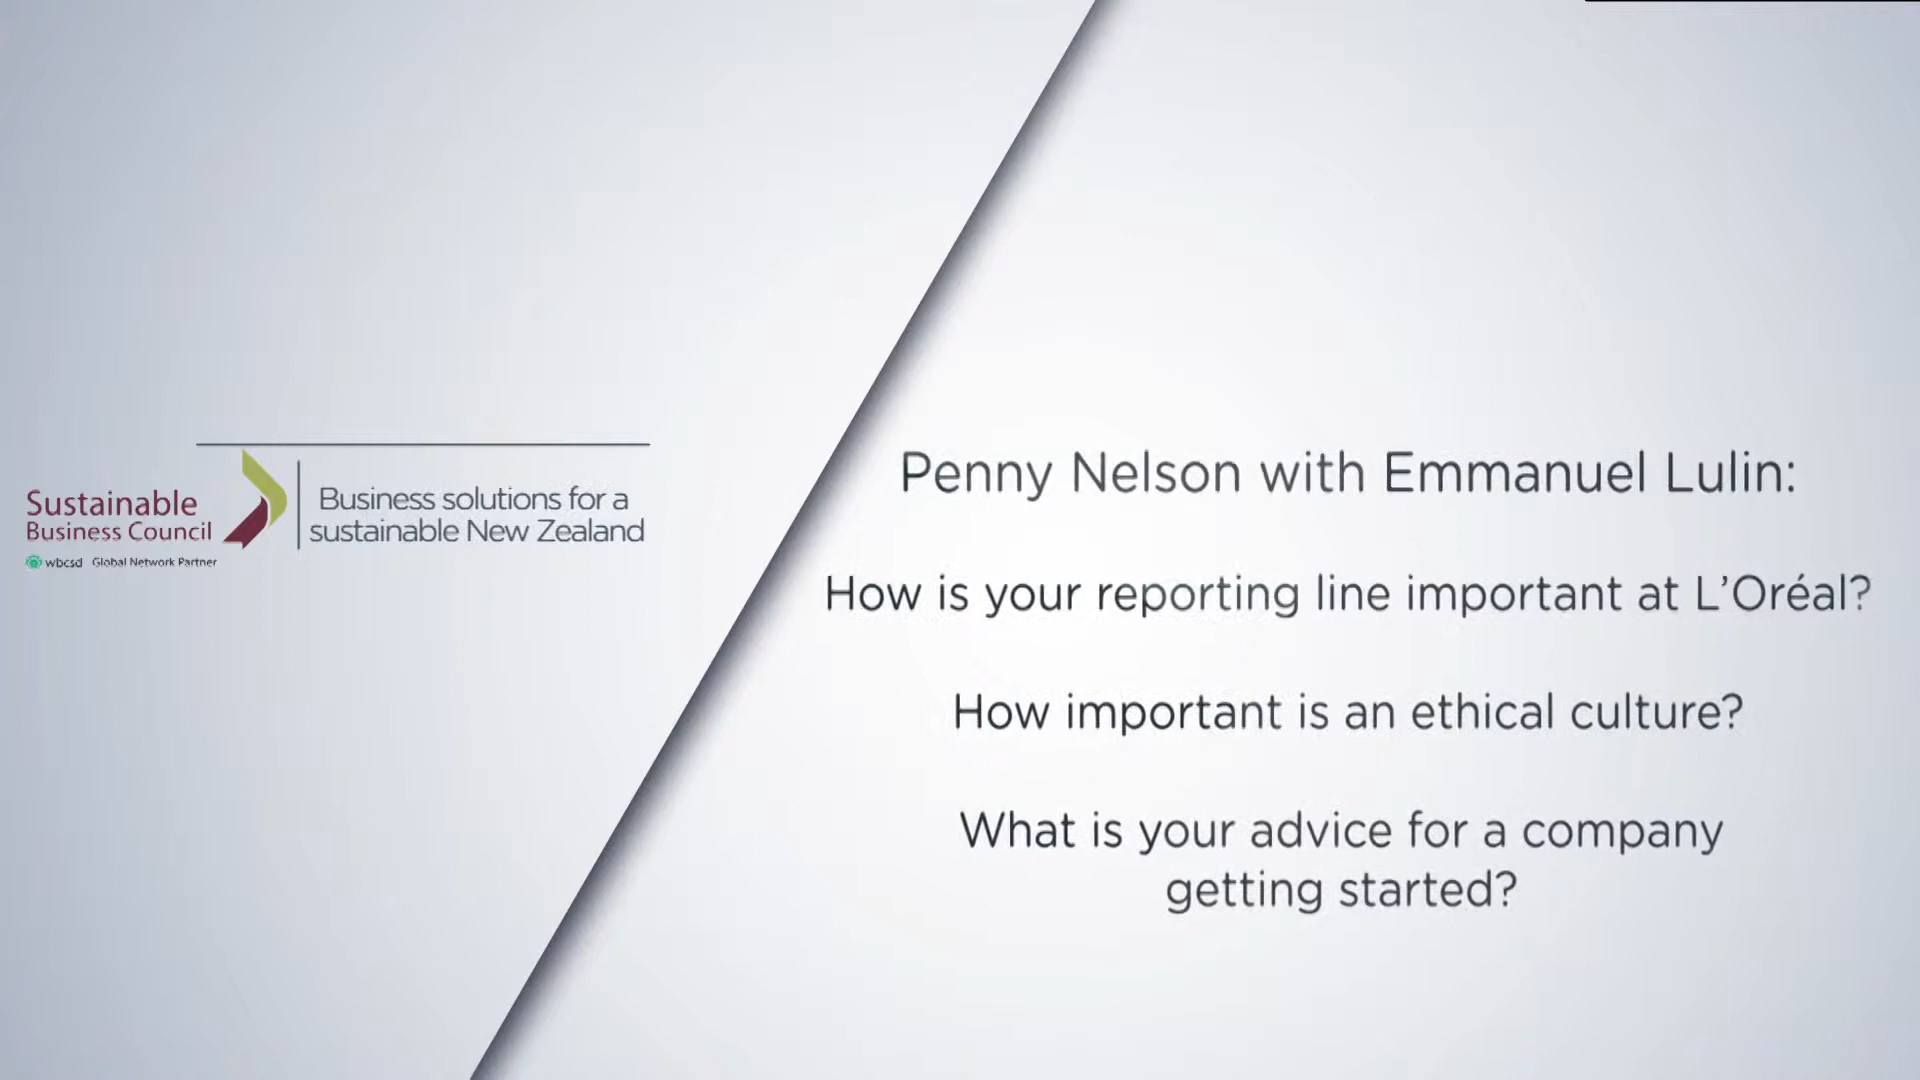 Sustainable
Business Council
wbcsd Global Network Partner
Business solutions for a
sustainable New Zealand
Penny Nelson with Emmanuel Lulin:
How is your reporting line important at L’Oréal?
How important is an ethical culture?
What is your advice for a company
getting started?